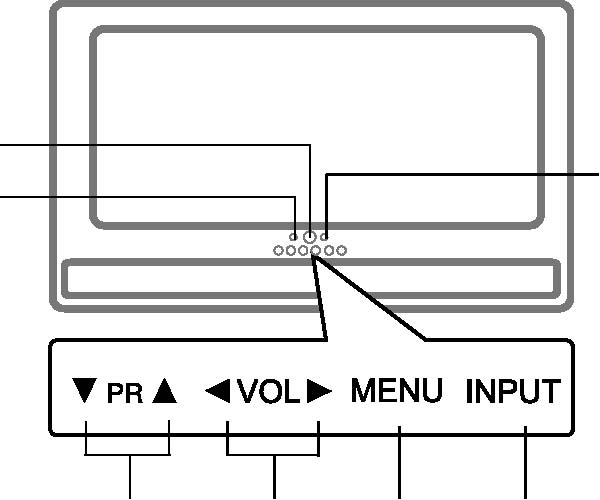 ▼ PR ▲ ◀ VOL ▶ MENU INPUT